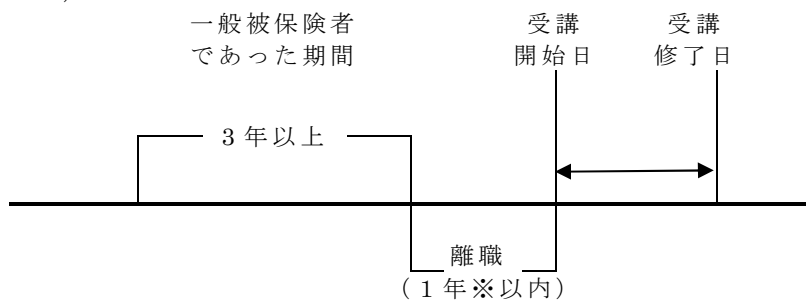 一般被保険者
であった期間
受講
開始日
受講
修了日
3年以上
離職
（1年※以内）